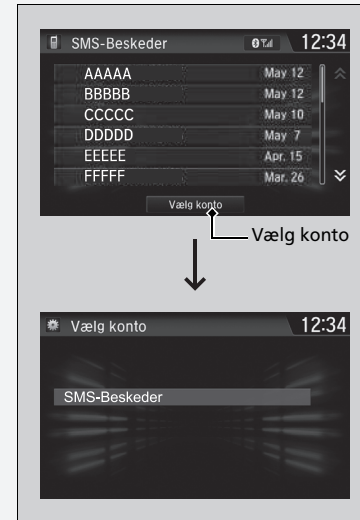 SMS-Beskeder 12:34
AAAAA May 12
BBBBB May 12
CCCCC May 10
DDDDD May 7
EEEEE Apr. 15
FFFFF Mar. 26
Vælg konto
Vælg konto
Vælg konto 12:34
SMS-Beskeder